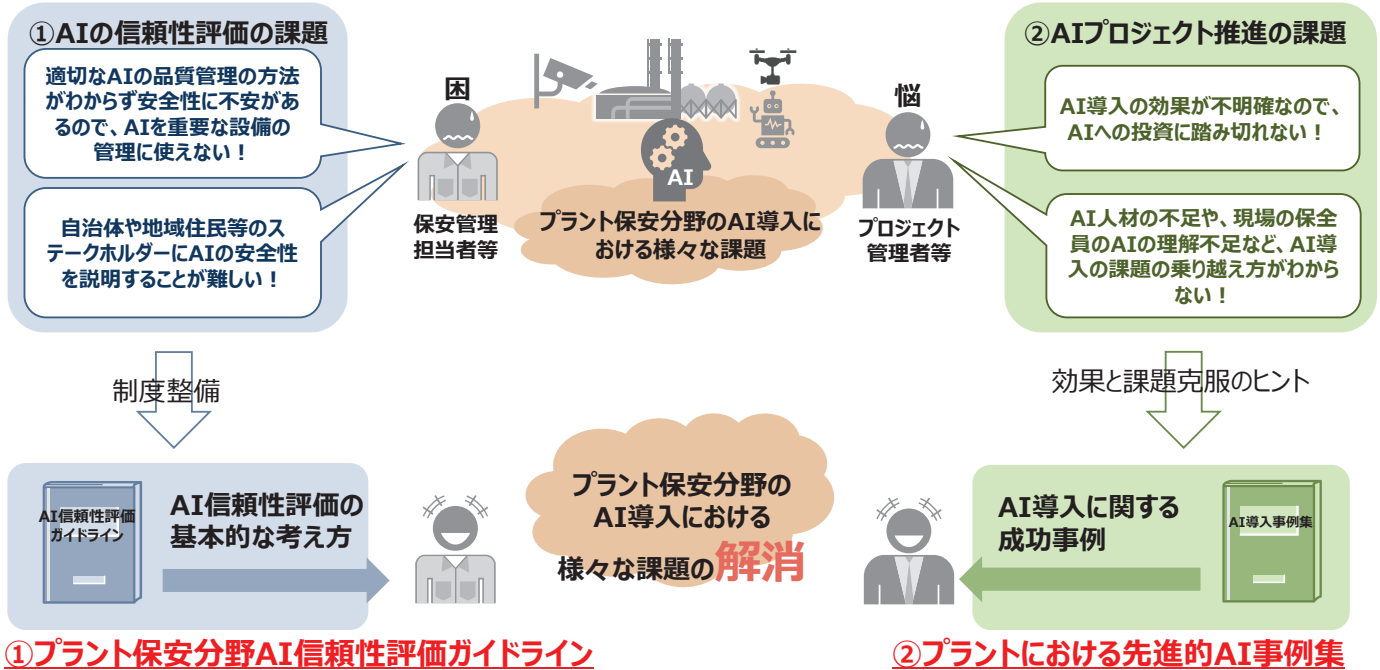 ①AIの信頼性評価の課題
適切なAIの品質管理の方法
がわからず安全性に不安があ
るので、AIを重要な設備の
管理に使えない！
自治体や地域住民等のス
テークホルダーにAIの安全性
を説明することが難しい！
困
保安管理
担当者等
AI
プラント保安分野のAI導入に
おける様々な課題
悩
プロジェクト
管理者等
②AIプロジェクト推進の課題
AI導入の効果が不明確なので、
AIへの投資に踏み切れない！
AI人材の不足や、現場の保全
員のAIの理解不足など、AI導
入の課題の乗り越え方がわから
ない！
制度整備
効果と課題克服のヒント
AI信頼性評価
ガイドライン
AI信頼性評価の
基本的な考え方
プラント保安分野の
AI導入における
様々な課題の解消
AI導入に関する
成功事例
AI導入事例集
①プラント保安分野AI信頼性評価ガイドライン
②プラントにおける先進的AI事例集